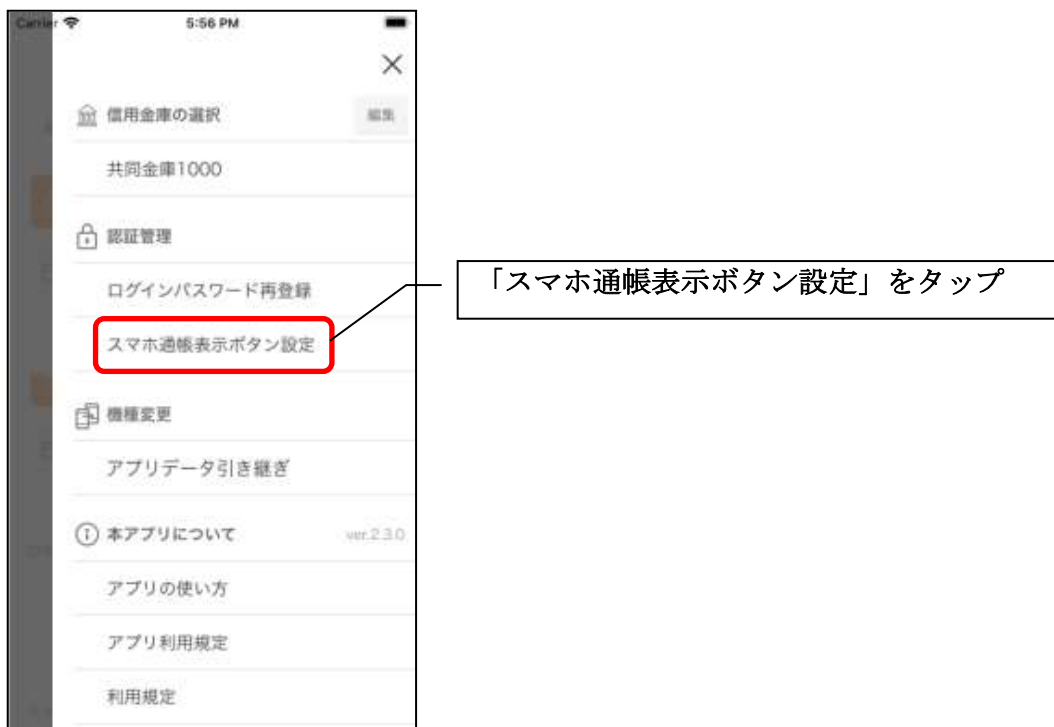 Carrier 5:56 PM
信用金庫の選択 編集
共同金庫1000
認証管理
ログインパスワード再登録
「スマホ通帳表示ボタン設定」をタップ
スマホ通帳表示ボタン設定
機種変更
アプリデータ引き継ぎ
本アプリについて ver.2.3.0
アプリの使い方
アプリ利用規定
利用規定